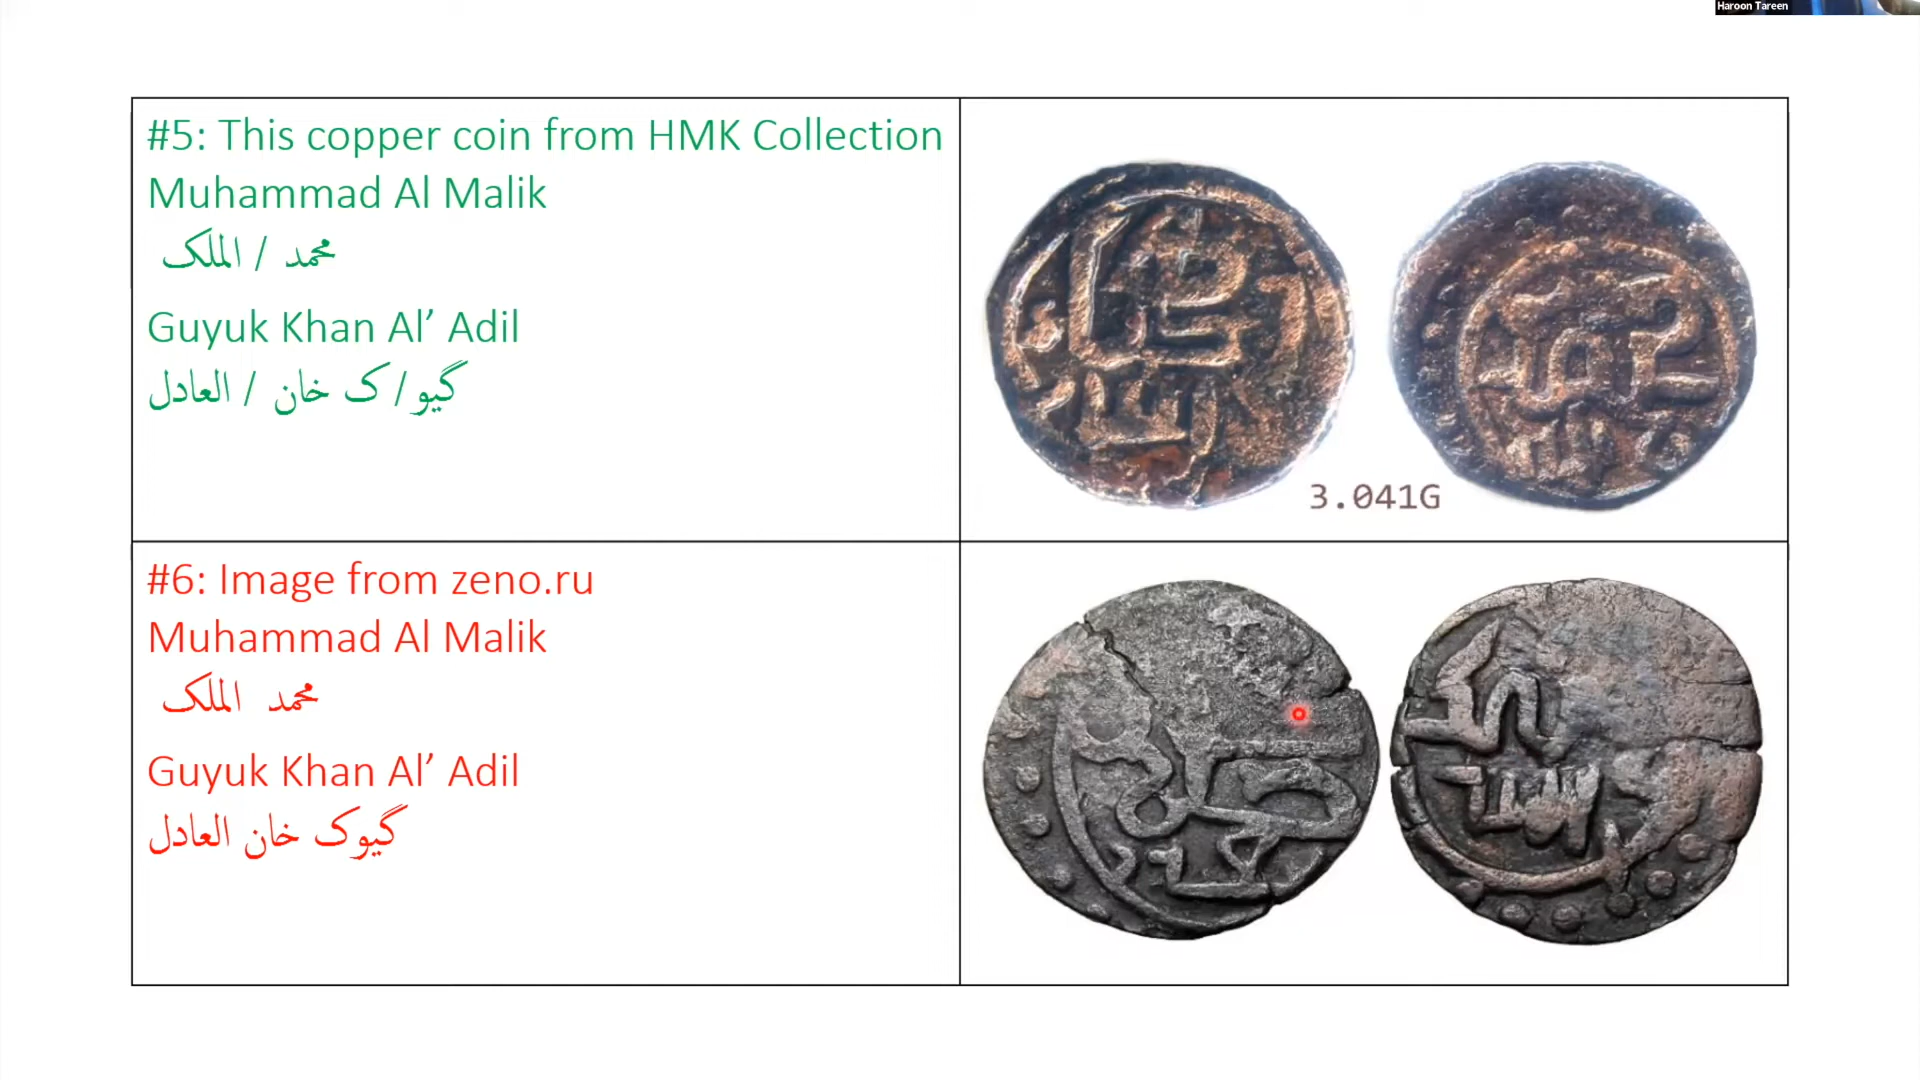 Haroon Tareen
#5: This copper coin from HMK Collection
Muhammad Al Malik
محمد / الملک
Guyuk Khan Al’ Adil
گیو/ ک خان / العادل
3.041G
#6: Image from zeno.ru
Muhammad Al Malik
محمد الملک
Guyuk Khan Al’ Adil
گیوک خان العادل